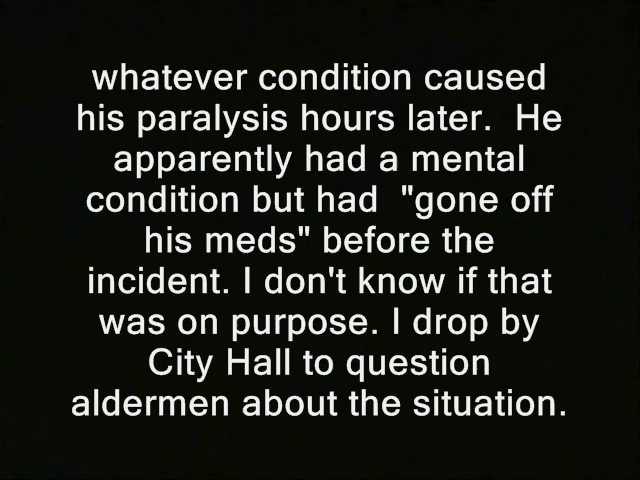 whatever condition caused
his paralysis hours later.  He
apparently had a mental
condition but had  "gone off
his meds" before the
incident. I don't know if that
was on purpose. I drop by
City Hall to question
aldermen about the situation.